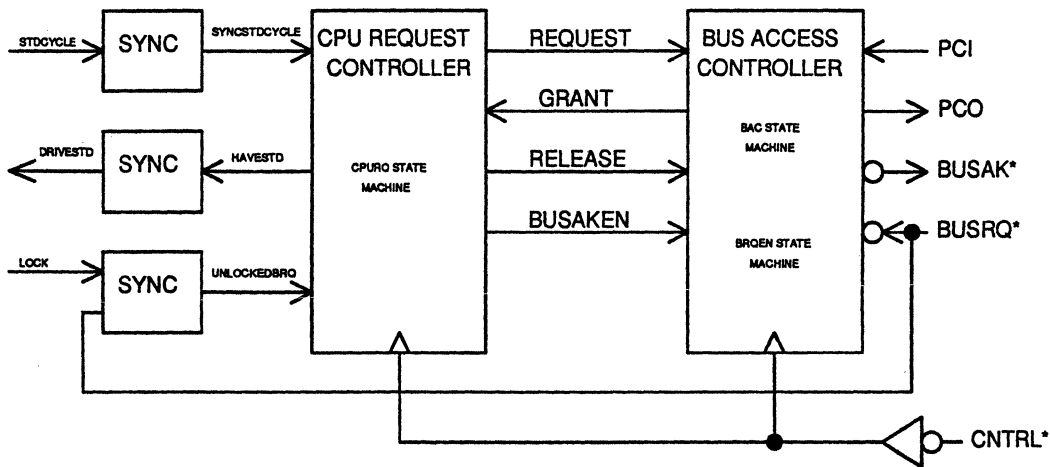 STDCYCLE
SYNC
SYNCSTDCYCLE
CPU REQUEST
CONTROLLER
REQUEST
BUS ACCESS
CONTROLLER
PCI
GRANT
PCO
DRIVESTD
SYNC
HAVESTD
CPURQ STATE
MACHINE
RELEASE
BAC STATE
MACHINE
BUSAK*
BUSAKEN
BRQEN STATE
MACHINE
BUSRQ*
LOCK
SYNC
UNLOCKEDBRQ
CNTRL*